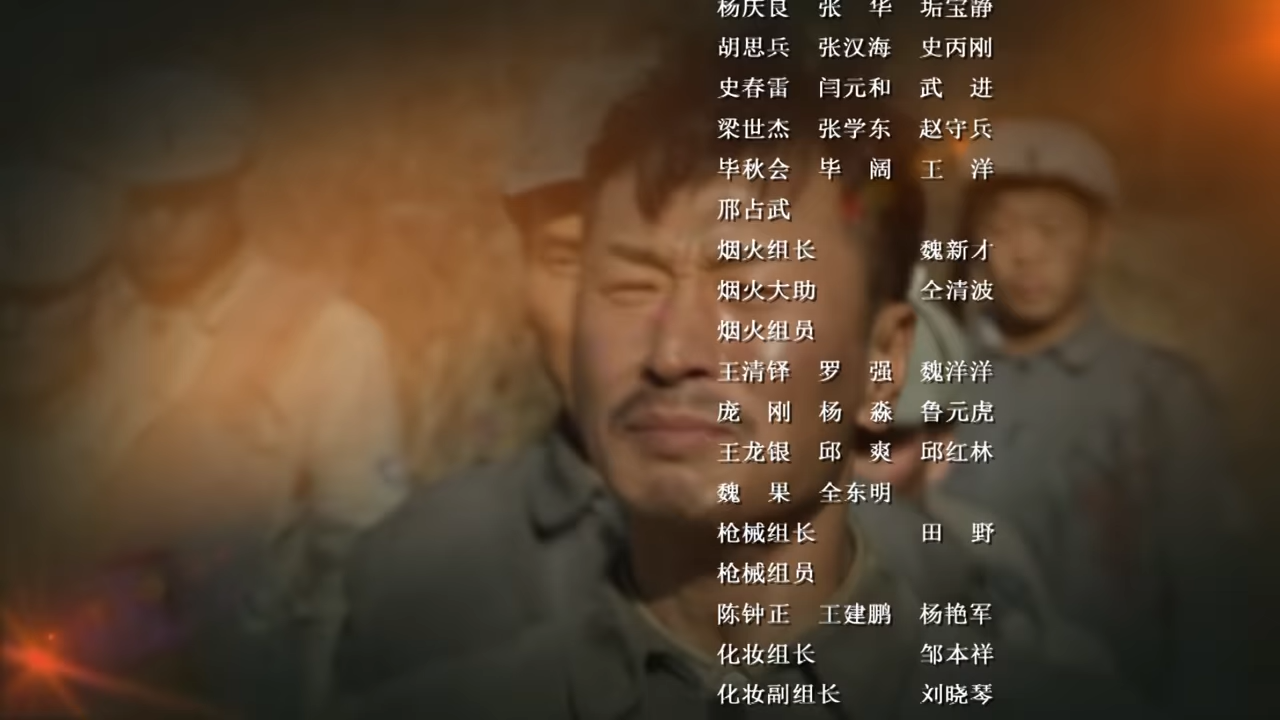 杨庆良 张 华 垢宝静
胡思兵 张汉海 史丙刚
史春雷 闫元和 武 进
梁世杰 张学东 赵守兵
毕秋会 毕 阔 王 洋
邢占武
烟火组长 魏新才
烟火大助 仝清波
烟火组员
王清铎 罗 强 魏洋洋
庞 刚 杨 淼 鲁元虎
王龙银 邱 爽 邱红林
魏 果 全东明
枪械组长 田 野
枪械组员
陈钟正 王建鹏 杨艳军
化妆组长 邹本祥
化妆副组长 刘晓琴